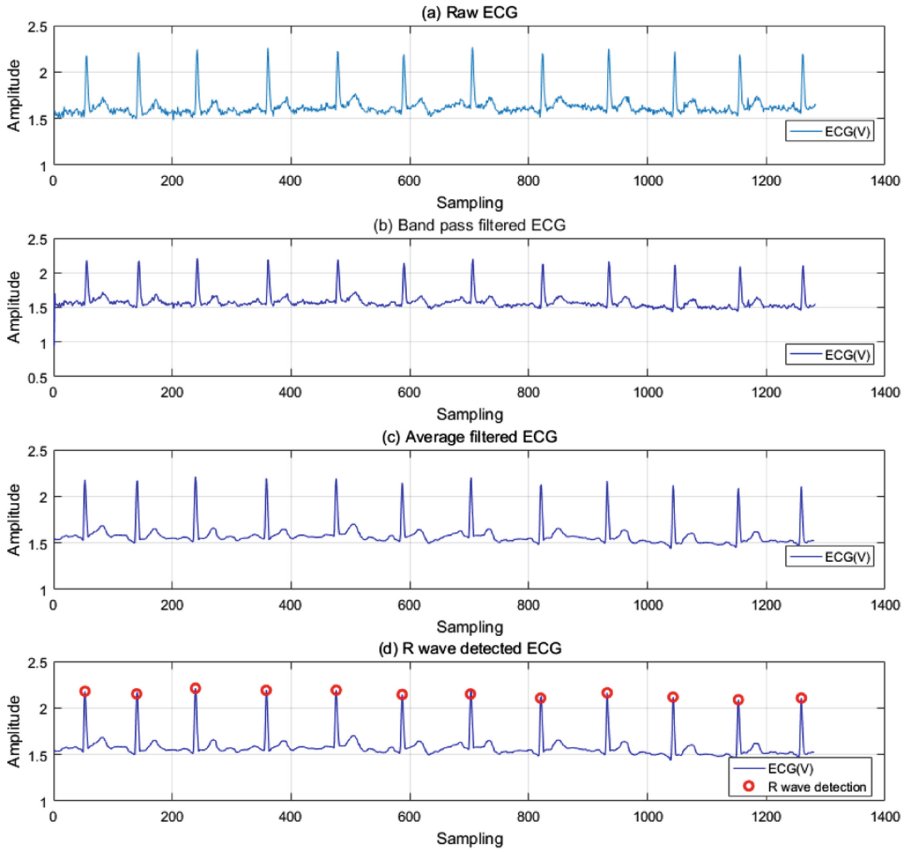 (a) Raw ECG
2.5
2
1.5
1
Amplitude
ECG(V)
0 200 400 600 800 1000 1200 1400
Sampling
(b) Band pass filtered ECG
2.5
2
1.5
1
0.5
Amplitude
ECG(V)
0 200 400 600 800 1000 1200 1400
Sampling
(c) Average filtered ECG
2.5
2
1.5
1
Amplitude
ECG(V)
0 200 400 600 800 1000 1200 1400
Sampling
(d) R wave detected ECG
2.5
2
1.5
1
Amplitude
ECG(V)
R wave detection
0 200 400 600 800 1000 1200 1400
Sampling